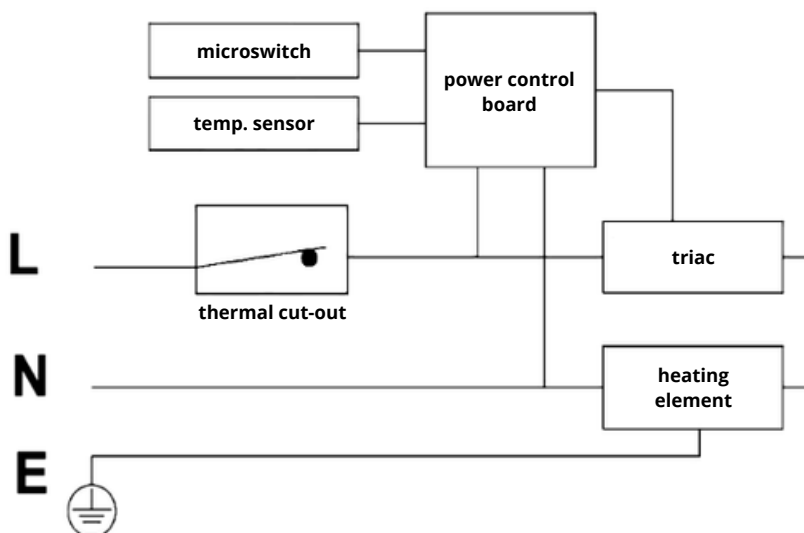 microswitch
power control
board
temp. sensor
L
triac
thermal cut-out
N
heating
element
E